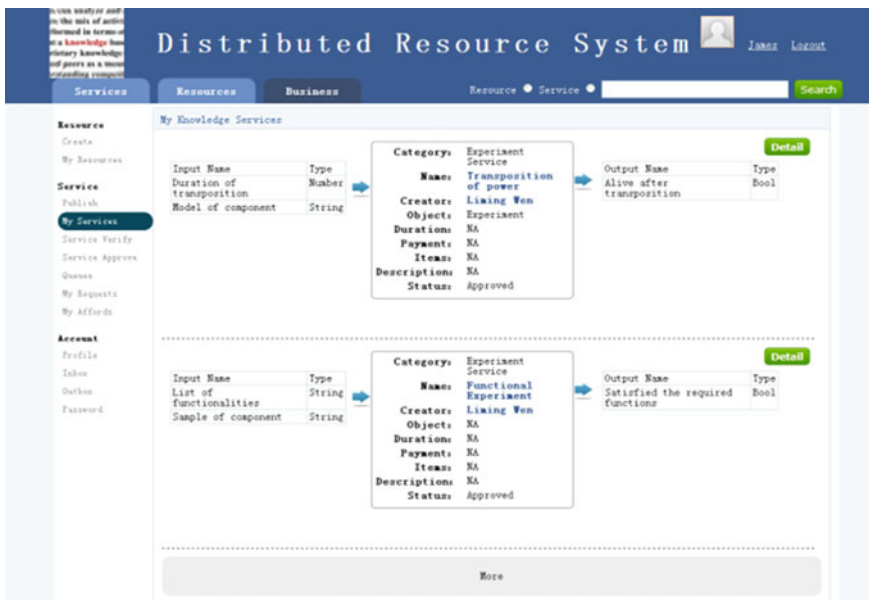 Distributed Resource System
James Logout
Services Resources Business
Resource Service Search
My Knowledge Services
Resource
Create
My Resources
Service
Publish
My Services
Service Verify
Service Approve
Queues
My Requests
My Affords
Account
Profile
Inbox
Outbox
Password
Input Name Type
Duration of transposition Number
Model of component String
Category: Experiment Service
Name: Transposition of power
Creator: Liming Wen
Object: Experiment
Duration: NA
Payment: NA
Items: NA
Description: NA
Status: Approved
Detail
Output Name Type
Alive after transposition Bool
Input Name Type
List of functionalities String
Sample of component String
Category: Experiment Service
Name: Functional Experiment
Creator: Liming Wen
Object: NA
Duration: NA
Payment: NA
Items: NA
Description: NA
Status: Approved
Detail
Output Name Type
Satisfied the required functions Bool
More